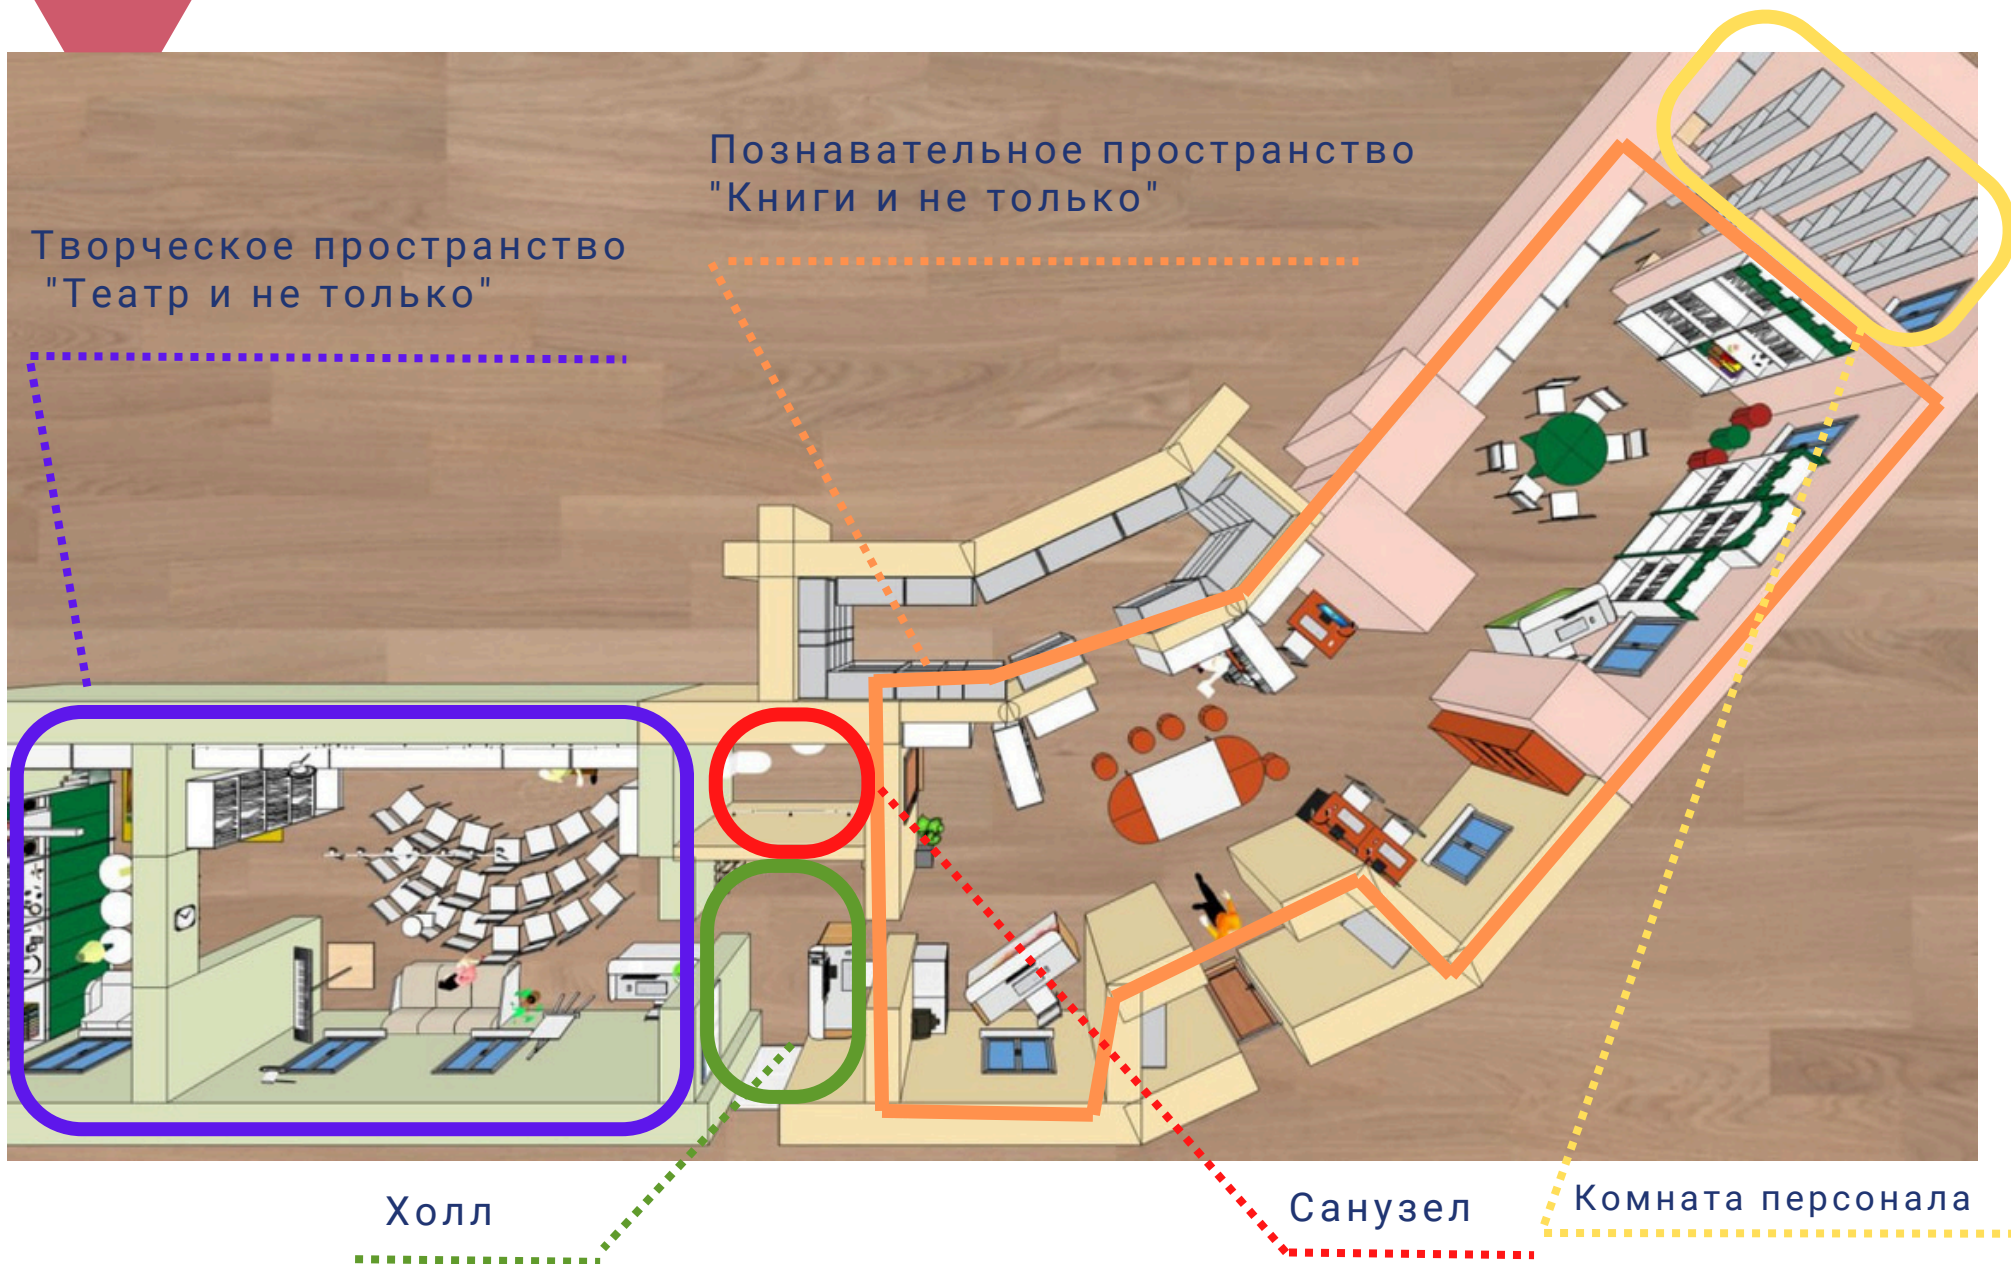 Познавательное пространство
"Книги и не только"
Творческое пространство
"Театр и не только"
Холл
Санузел
Комната персонала